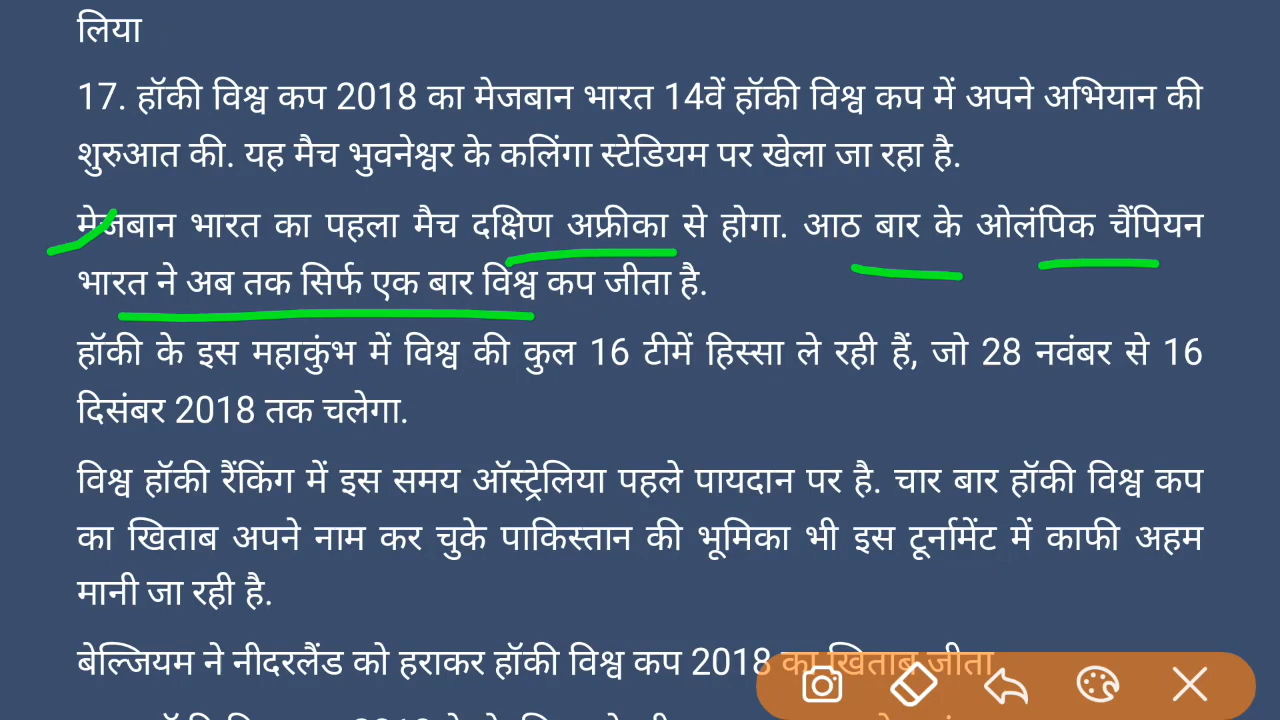 लिया
17. हॉकी विश्व कप 2018 का मेजबान भारत 14वें हॉकी विश्व कप में अपने अभियान की
शुरुआत की. यह मैच भुवनेश्वर के कलिंगा स्टेडियम पर खेला जा रहा है.
मेजबान भारत का पहला मैच दक्षिण अफ्रीका से होगा. आठ बार के ओलंपिक चैंपियन
भारत ने अब तक सिर्फ एक बार विश्व कप जीता है.
हॉकी के इस महाकुंभ में विश्व की कुल 16 टीमें हिस्सा ले रही हैं, जो 28 नवंबर से 16
दिसंबर 2018 तक चलेगा.
विश्व हॉकी रैंकिंग में इस समय ऑस्ट्रेलिया पहले पायदान पर है. चार बार हॉकी विश्व कप
का खिताब अपने नाम कर चुके पाकिस्तान की भूमिका भी इस टूर्नामेंट में काफी अहम
मानी जा रही है.
बेल्जियम ने नीदरलैंड को हराकर हॉकी विश्व कप 2018 का खिताब जीता